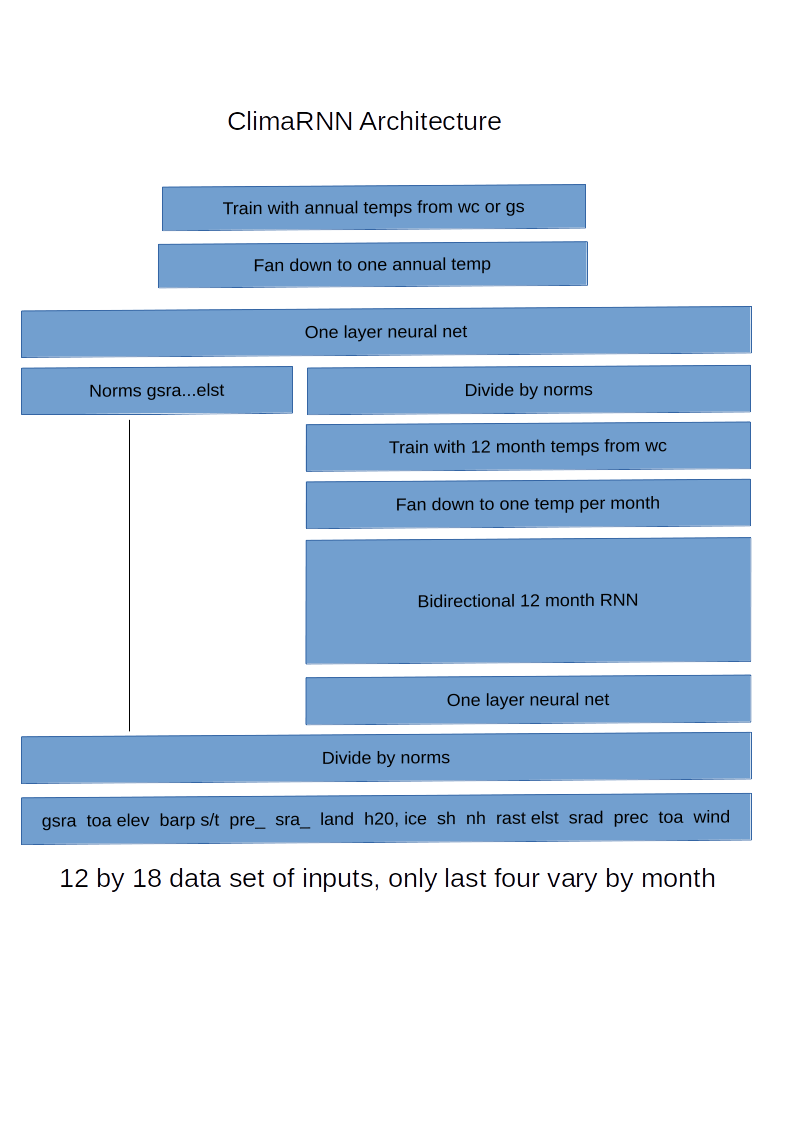 ClimaRNN Architecture
Train with annual temps from wc or gs
Fan down to one annual temp
One layer neural net
Norms gsra...elst
Divide by norms
Train with 12 month temps from wc
Fan down to one temp per month
Bidirectional 12 month RNN
One layer neural net
Divide by norms
gsra toa elev barp s/t pre_ sra_ land h20, ice sh nh rast elst srad prec toa wind
12 by 18 data set of inputs, only last four vary by month